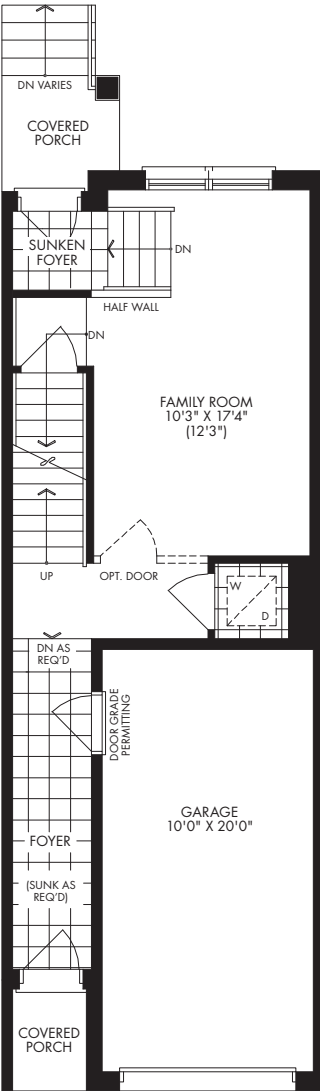 DN VARIES
COVERED
PORCH
SUNKEN
FOYER
DN
HALF WALL
DN
FAMILY ROOM
10'3" X 17'4"
(12'3")
UP
OPT. DOOR
W
D
DN AS
REQ'D
DOOR GRADE
PERMITTING
GARAGE
10'0" X 20'0"
FOYER
(SUNK AS
REQ'D)
COVERED
PORCH